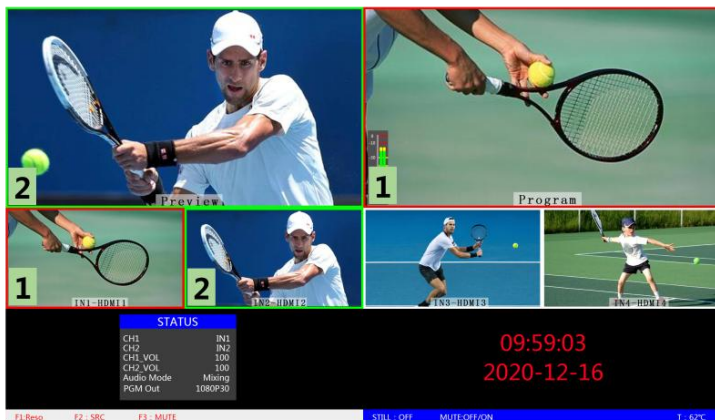 2
Preview
1
Program
1
IN1-HDMI1
2
IN2-HDMI2
IN3-HDMI3
IN4-HDMI4
STATUS
CH1 IN1
CH2 IN2
CH1_VOL 100
CH2_VOL 100
Audio Mode Mixing
PGM Out 1080P30
09:59:03
2020-12-16
F1:Reso F2 : SRC F3 : MUTE STILL : OFF MUTE:OFF/ON T : 62℃